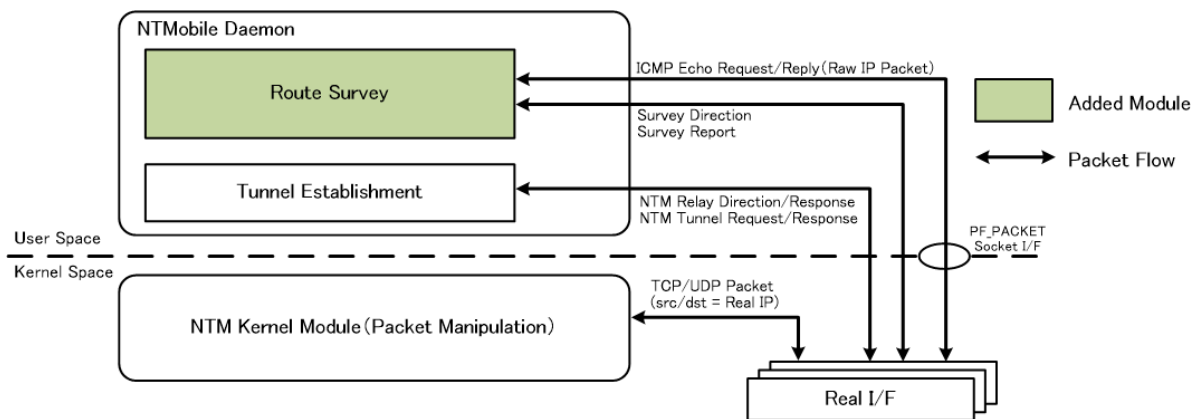 NTMobile Daemon
Route Survey
ICMP Echo Request/Reply(Raw IP Packet)
Survey Direction
Survey Report
Added Module
Packet Flow
Tunnel Establishment
NTM Relay Direction/Response
NTM Tunnel Request/Response
User Space
PF_PACKET
Socket I/F
Kernel Space
TCP/UDP Packet
(src/dst = Real IP)
NTM Kernel Module(Packet Manipulation)
Real I/F